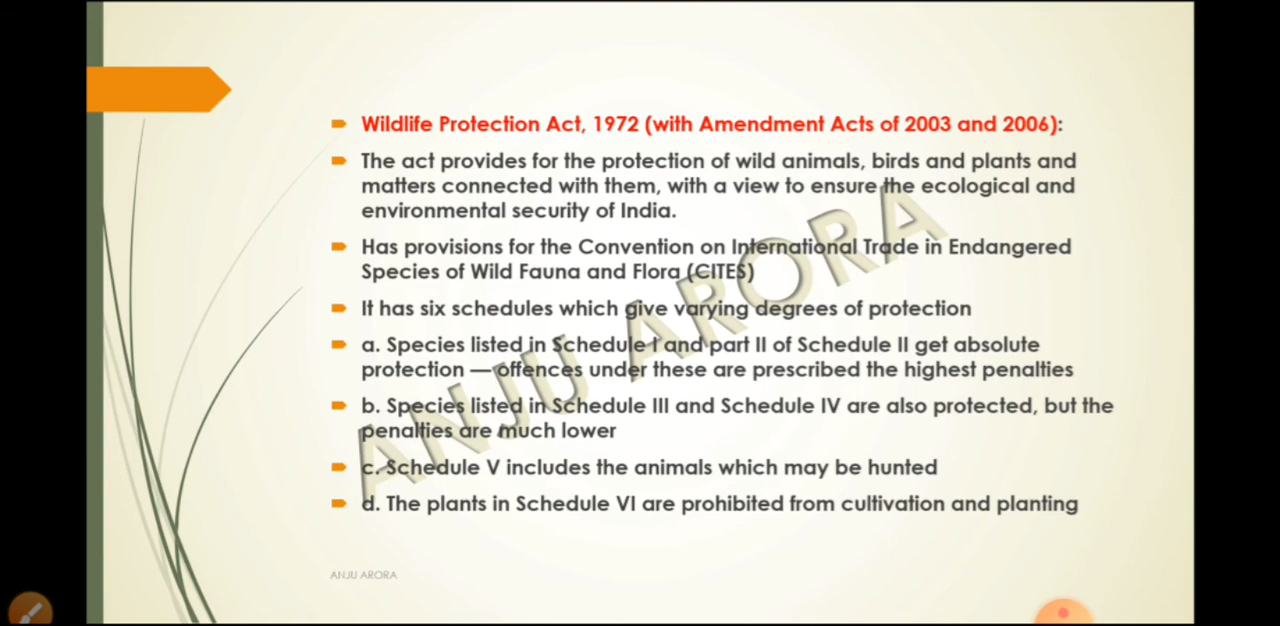 Wildlife Protection Act, 1972 (with Amendment Acts of 2003 and 2006):
The act provides for the protection of wild animals, birds and plants and
matters connected with them, with a view to ensure the ecological and
environmental security of India.
Has provisions for the Convention on International Trade in Endangered
Species of Wild Fauna and Flora (CITES)
It has six schedules which give varying degrees of protection
a. Species listed in Schedule I and part II of Schedule II get absolute
protection — offences under these are prescribed the highest penalties
b. Species listed in Schedule III and Schedule IV are also protected, but the
penalties are much lower
c. Schedule V includes the animals which may be hunted
d. The plants in Schedule VI are prohibited from cultivation and planting
ANJU ARORA
ANJU ARORA